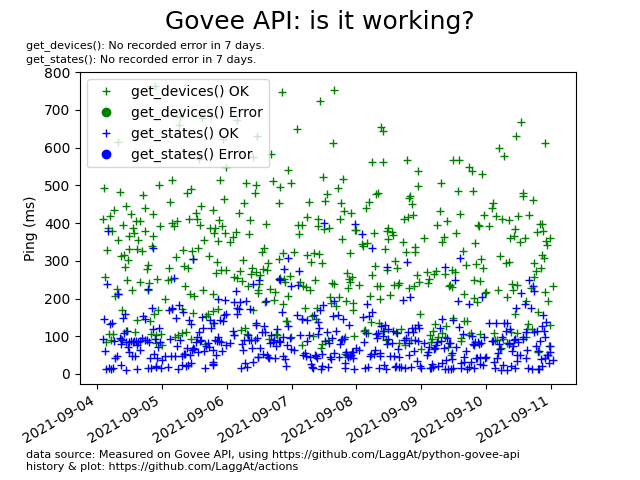 Govee API: is it working?
get_devices(): No recorded error in 7 days.
get_states(): No recorded error in 7 days.
800
700
600
500
400
300
200
100
0
Ping (ms)
get_devices() OK
get_devices() Error
get_states() OK
get_states() Error
2021-09-04
2021-09-05
2021-09-06
2021-09-07
2021-09-08
2021-09-09
2021-09-10
2021-09-11
data source: Measured on Govee API, using https://github.com/LaggAt/python-govee-api
history & plot: https://github.com/LaggAt/actions